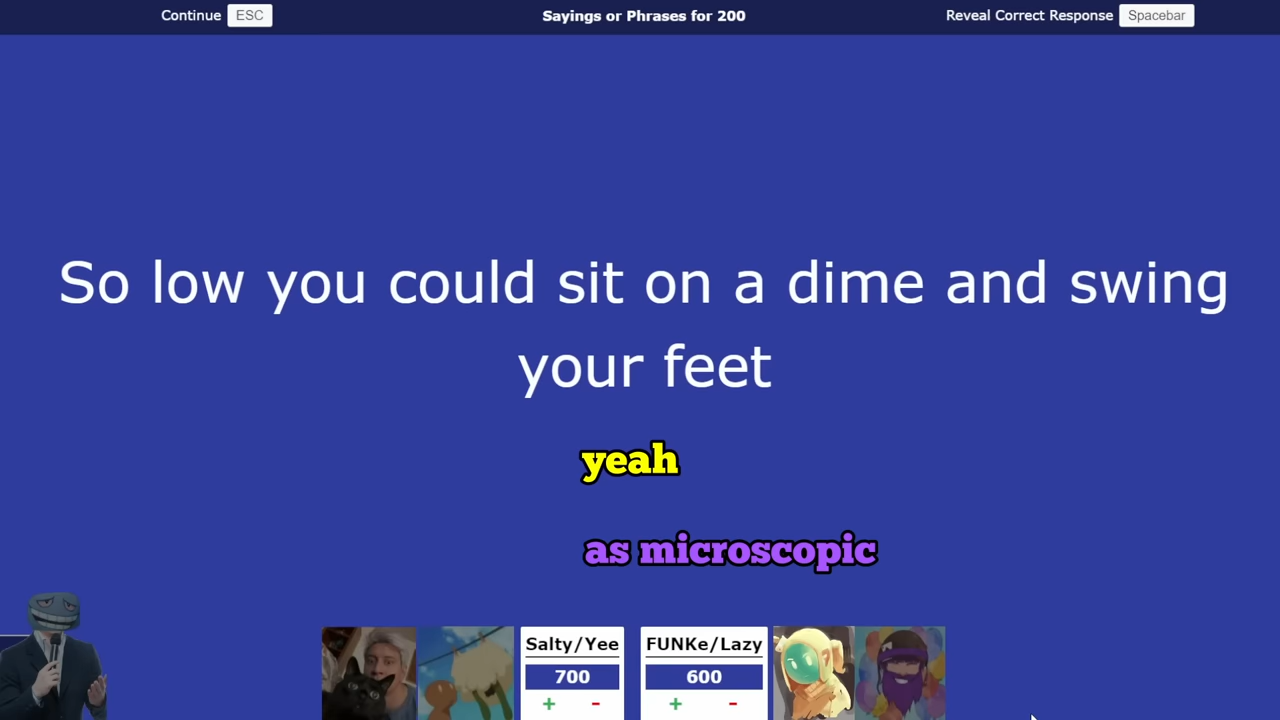 Continue ESC Sayings or Phrases for 200 Reveal Correct Response Spacebar
So low you could sit on a dime and swing
your feet
yeah
as microscopic
Salty/Yee FUNKe/Lazy
700 600
+ - + -